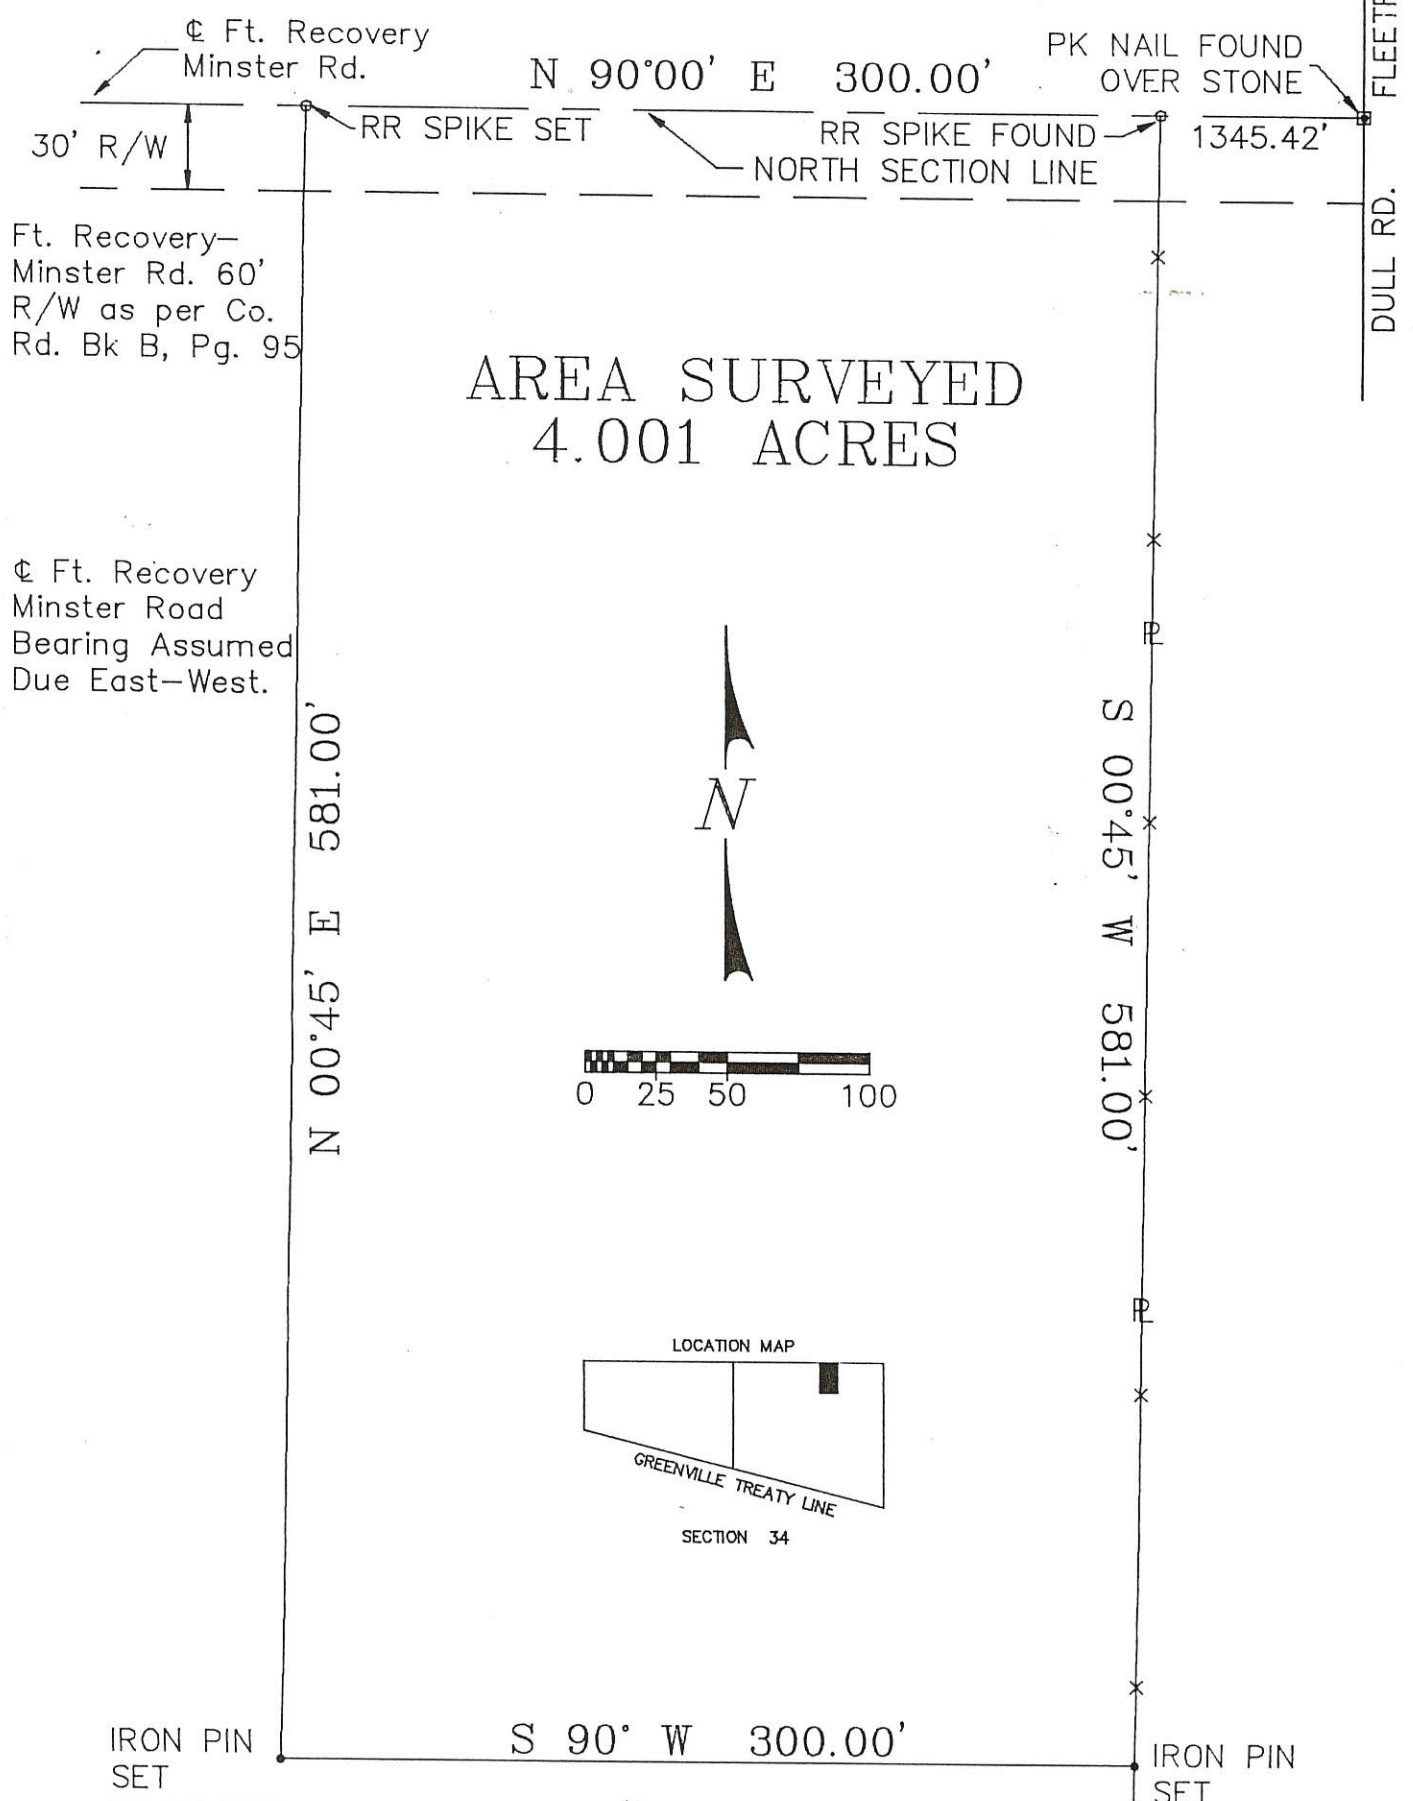 ℄ Ft. Recovery
Minster Rd.
N 90°00' E 300.00'
PK NAIL FOUND
OVER STONE
30' R/W
RR SPIKE SET
RR SPIKE FOUND
1345.42'
NORTH SECTION LINE
DULL RD.
Ft. Recovery–
Minster Rd. 60'
R/W as per Co.
Rd. Bk B, Pg. 95
AREA SURVEYED
4.001 ACRES
℄ Ft. Recovery
Minster Road
Bearing Assumed
Due East–West.
N 00°45' E 581.00'
N
S 00°45' W 581.00'
℄
0 25 50 100
℄
LOCATION MAP
GREENVILLE TREATY LINE
SECTION 34
S 90° W 300.00'
IRON PIN
SET
IRON PIN
SET